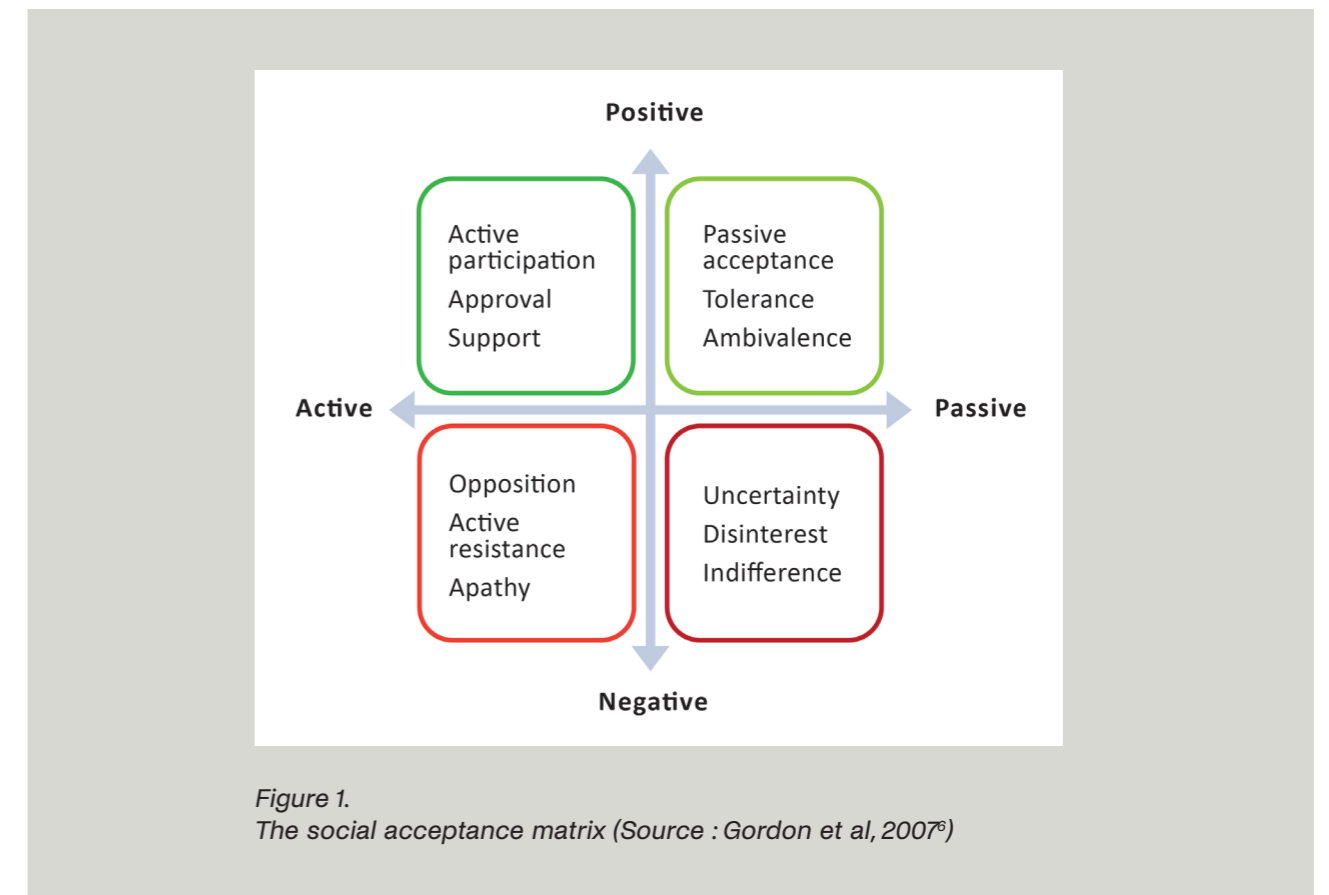 Positive
Active
participation
Approval
Support
Passive
acceptance
Tolerance
Ambivalence
Active
Passive
Opposition
Active
resistance
Apathy
Uncertainty
Disinterest
Indifference
Negative
Figure 1.
The social acceptance matrix (Source : Gordon et al, 2007⁶)